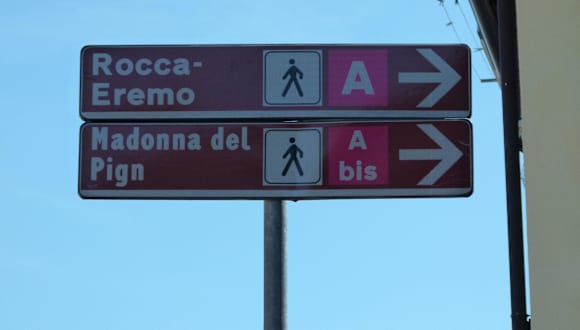 Rocca-
Eremo
A
Madonna del
Pign
A
bis